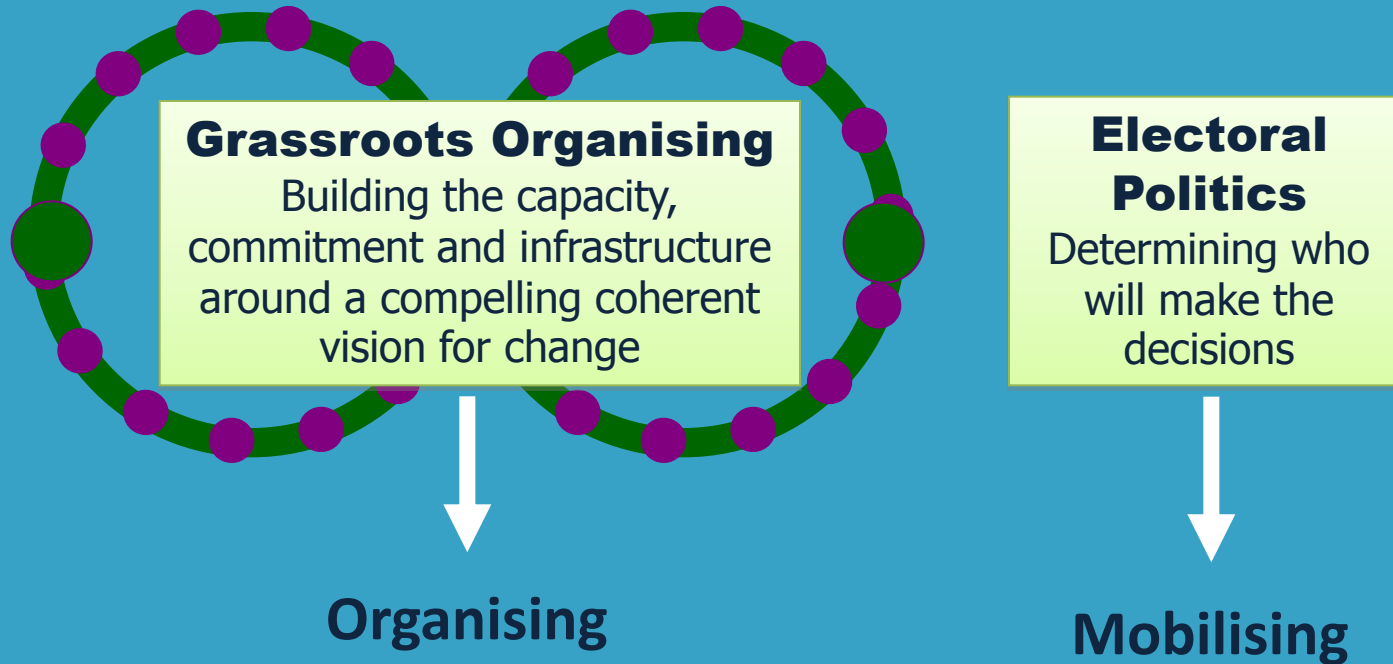 Grassroots Organising
Building the capacity,
commitment and infrastructure
around a compelling coherent
vision for change
Electoral
Politics
Determining who
will make the
decisions
Organising
Mobilising